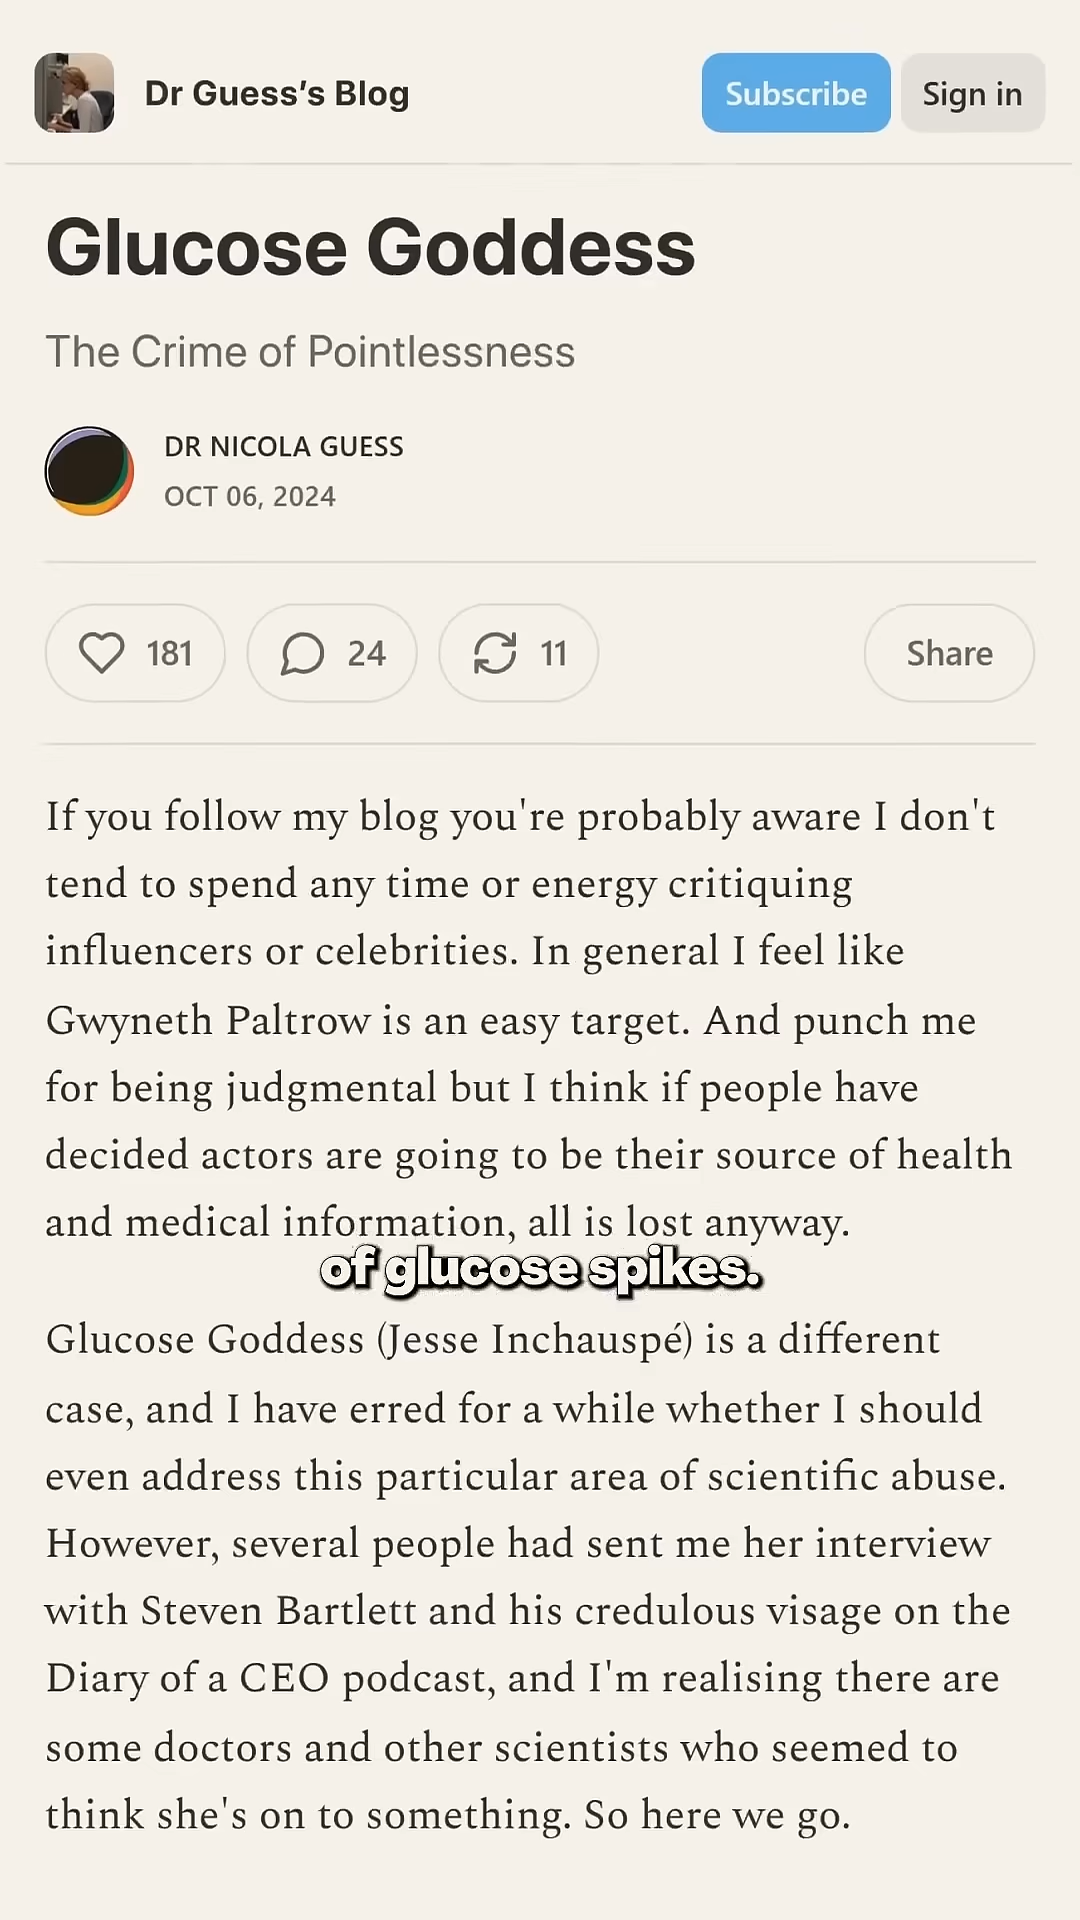 Dr Guess’s Blog
Subscribe
Sign in
Glucose Goddess
The Crime of Pointlessness
DR NICOLA GUESS
OCT 06, 2024
181
24
11
Share
If you follow my blog you're probably aware I don't
tend to spend any time or energy critiquing
influencers or celebrities. In general I feel like
Gwyneth Paltrow is an easy target. And punch me
for being judgmental but I think if people have
decided actors are going to be their source of health
and medical information, all is lost anyway.
of glucose spikes.
Glucose Goddess (Jesse Inchauspé) is a different
case, and I have erred for a while whether I should
even address this particular area of scientific abuse.
However, several people had sent me her interview
with Steven Bartlett and his credulous visage on the
Diary of a CEO podcast, and I'm realising there are
some doctors and other scientists who seemed to
think she's on to something. So here we go.